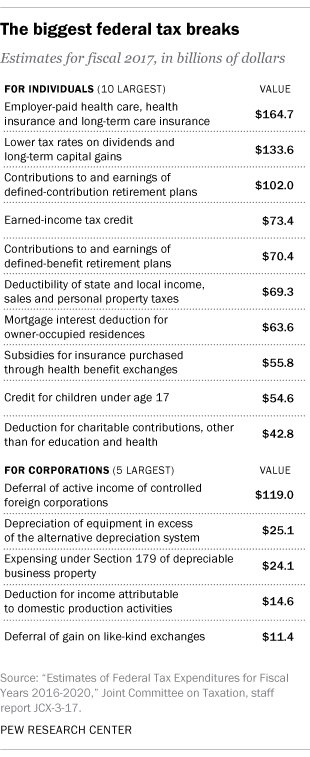 The biggest federal tax breaks
Estimates for fiscal 2017, in billions of dollars
FOR INDIVIDUALS (10 LARGEST) VALUE
Employer-paid health care, health
insurance and long-term care insurance $164.7
Lower tax rates on dividends and
long-term capital gains $133.6
Contributions to and earnings of
defined-contribution retirement plans $102.0
Earned-income tax credit $73.4
Contributions to and earnings of
defined-benefit retirement plans $70.4
Deductibility of state and local income,
sales and personal property taxes $69.3
Mortgage interest deduction for
owner-occupied residences $63.6
Subsidies for insurance purchased
through health benefit exchanges $55.8
Credit for children under age 17 $54.6
Deduction for charitable contributions, other
than for education and health $42.8
FOR CORPORATIONS (5 LARGEST) VALUE
Deferral of active income of controlled
foreign corporations $119.0
Depreciation of equipment in excess
of the alternative depreciation system $25.1
Expensing under Section 179 of depreciable
business property $24.1
Deduction for income attributable
to domestic production activities $14.6
Deferral of gain on like-kind exchanges $11.4
Source: “Estimates of Federal Tax Expenditures for Fiscal
Years 2016-2020,” Joint Committee on Taxation, staff
report JCX-3-17.
PEW RESEARCH CENTER